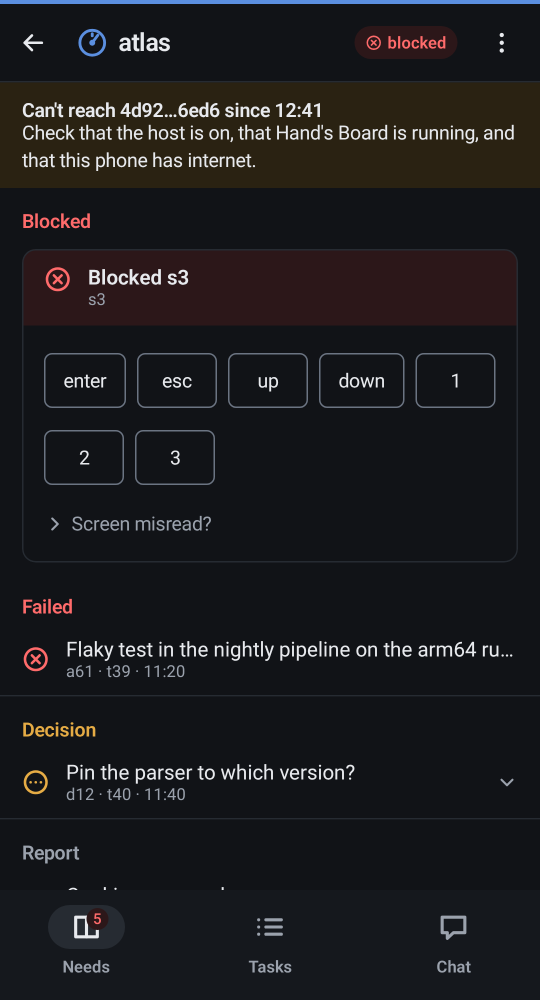 atlas
blocked
Can't reach 4d92…6ed6 since 12:41
Check that the host is on, that Hand's Board is running, and
that this phone has internet.
Blocked
Blocked s3
s3
enter
esc
up
down
1
2
3
Screen misread?
Failed
Flaky test in the nightly pipeline on the arm64 ru…
a61 · t39 · 11:20
Decision
Pin the parser to which version?
d12 · t40 · 11:40
Report
5
Needs
Tasks
Chat